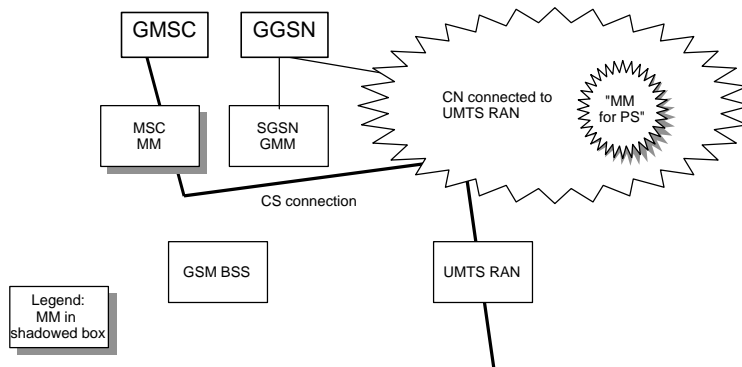 GMSC
GGSN
CN connected to
UMTS RAN
"MM
for PS"
MSC
MM
SGSN
GMM
CS connection
GSM BSS
UMTS RAN
Legend:
MM in
shadowed box